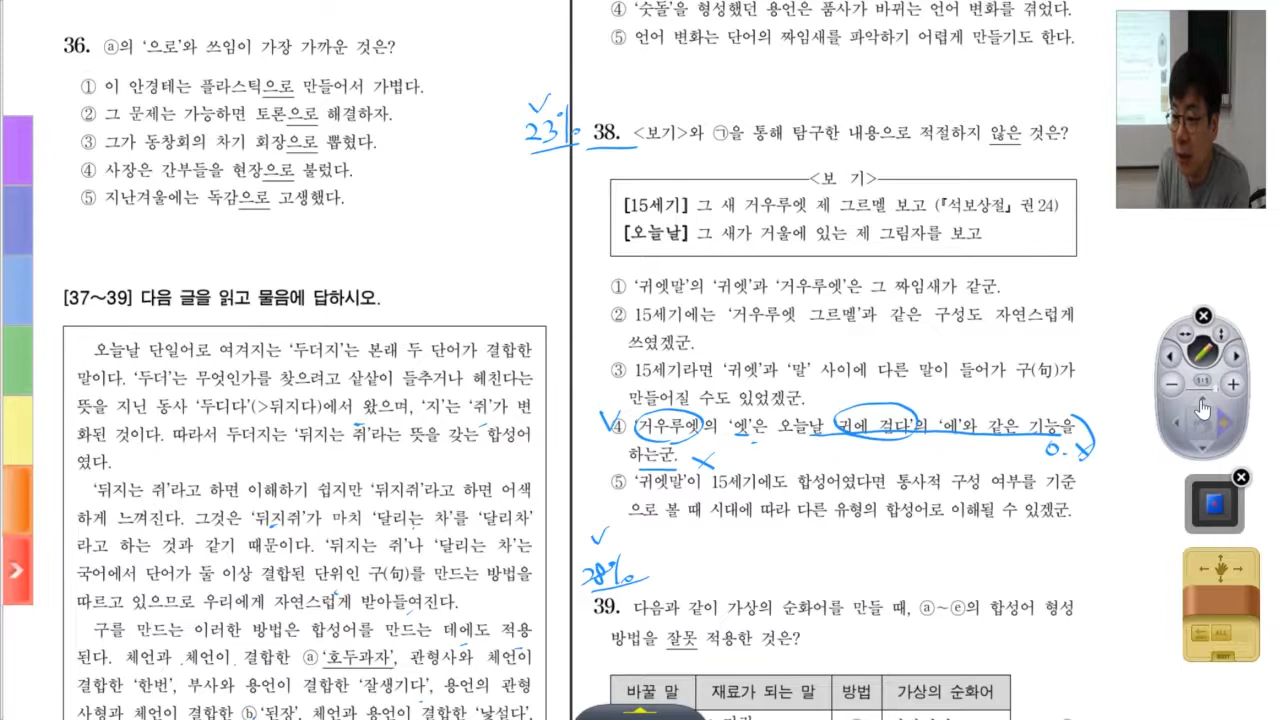 36. ⓐ의 ‘으로’와 쓰임이 가장 가까운 것은?
① 이 안경테는 플라스틱으로 만들어서 가볍다.
② 그 문제는 가능하면 토론으로 해결하자.
③ 그가 동창회의 차기 회장으로 뽑혔다.
④ 사장은 간부들을 현장으로 불렀다.
⑤ 지난겨울에는 독감으로 고생했다.
[37～39] 다음 글을 읽고 물음에 답하시오.
오늘날 단일어로 여겨지는 ‘두더지’는 본래 두 단어가 결합한
말이다. ‘두더’는 무엇인가를 찾으려고 샅샅이 들추거나 헤친다는
뜻을 지닌 동사 ‘두디다’(>뒤지다)에서 왔으며, ‘지’는 ‘쥐’가 변
화된 것이다. 따라서 두더지는 ‘뒤지는 쥐’라는 뜻을 갖는 합성어
였다.
‘뒤지는 쥐’라고 하면 이해하기 쉽지만 ‘뒤지쥐’라고 하면 어색
하게 느껴진다. 그것은 ‘뒤지쥐’가 마치 ‘달리는 차’를 ‘달리차’
라고 하는 것과 같기 때문이다. ‘뒤지는 쥐’나 ‘달리는 차’는
국어에서 단어가 둘 이상 결합된 단위인 구(句)를 만드는 방법을
따르고 있으므로 우리에게 자연스럽게 받아들여진다.
구를 만드는 이러한 방법은 합성어를 만드는 데에도 적용
된다. 체언과 체언이 결합한 ⓐ ‘호두과자’, 관형사와 체언이
결합한 ‘한번’, 부사와 용언이 결합한 ‘잘생기다’, 용언의 관형
사형과 체언이 결합한 ⓑ ‘된장’, 체언과 용언이 결합한 ‘낯설다’,
④ ‘숫돌’을 형성했던 용언은 품사가 바뀌는 언어 변화를 겪었다.
⑤ 언어 변화는 단어의 짜임새를 파악하기 어렵게 만들기도 한다.
23%
38. <보기>와 ㉠을 통해 탐구한 내용으로 적절하지 않은 것은?
<보 기>
[15세기] 그 새 거우루엣 제 그르멜 보고 (『석보상절』 권24)
[오늘날] 그 새가 거울에 있는 제 그림자를 보고
① ‘귀엣말’의 ‘귀엣’과 ‘거우루엣’은 그 짜임새가 같군.
② 15세기에는 ‘거우루엣 그르멜’과 같은 구성도 자연스럽게
쓰였겠군.
③ 15세기라면 ‘귀엣’과 ‘말’ 사이에 다른 말이 들어가 구(句)가
만들어질 수도 있었겠군.
④ ‘거우루엣’의 ‘엣’은 오늘날 ‘귀에 걸다’의 ‘에’와 같은 기능을
하는군.
⑤ ‘귀엣말’이 15세기에도 합성어였다면 통사적 구성 여부를 기준
으로 볼 때 시대에 따라 다른 유형의 합성어로 이해될 수 있겠군.
28%
39. 다음과 같이 가상의 순화어를 만들 때, ⓐ～ⓔ의 합성어 형성
방법을 잘못 적용한 것은?
바꿀 말 재료가 되는 말 방법 가상의 순화어